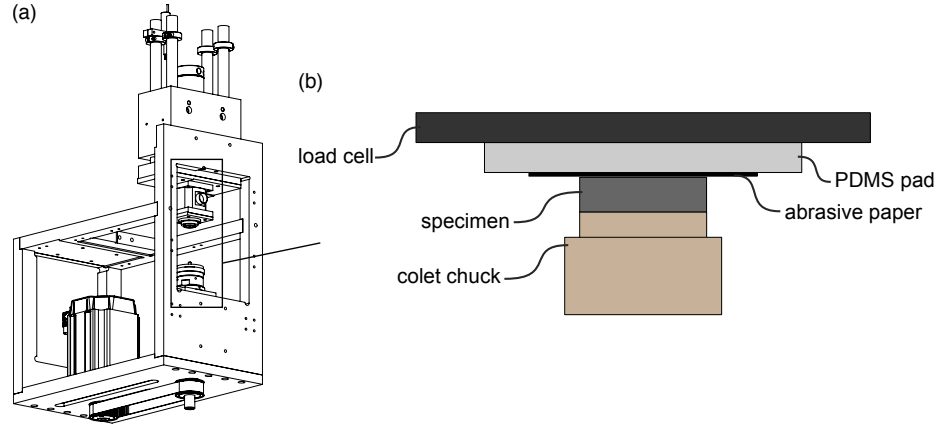 (a)
(b)
load cell
PDMS pad
abrasive paper
specimen
colet chuck